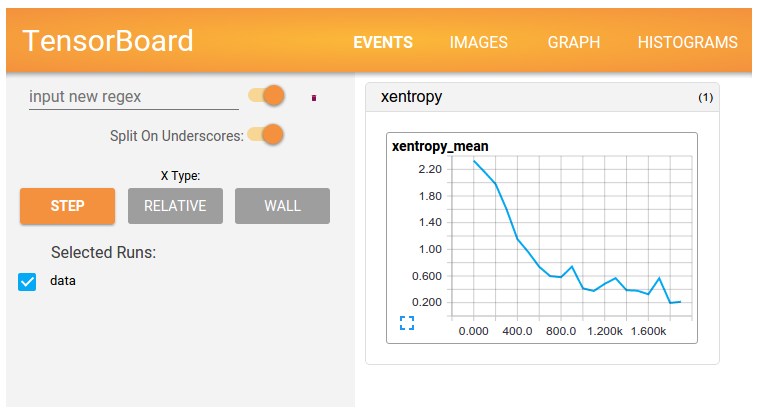 TensorBoard EVENTS IMAGES GRAPH HISTOGRAMS
input new regex
Split On Underscores:
X Type:
STEP RELATIVE WALL
Selected Runs:
data
xentropy (1)
xentropy_mean
2.20
1.80
1.40
1.00
0.600
0.200
0.000 400.0 800.0 1.200k 1.600k